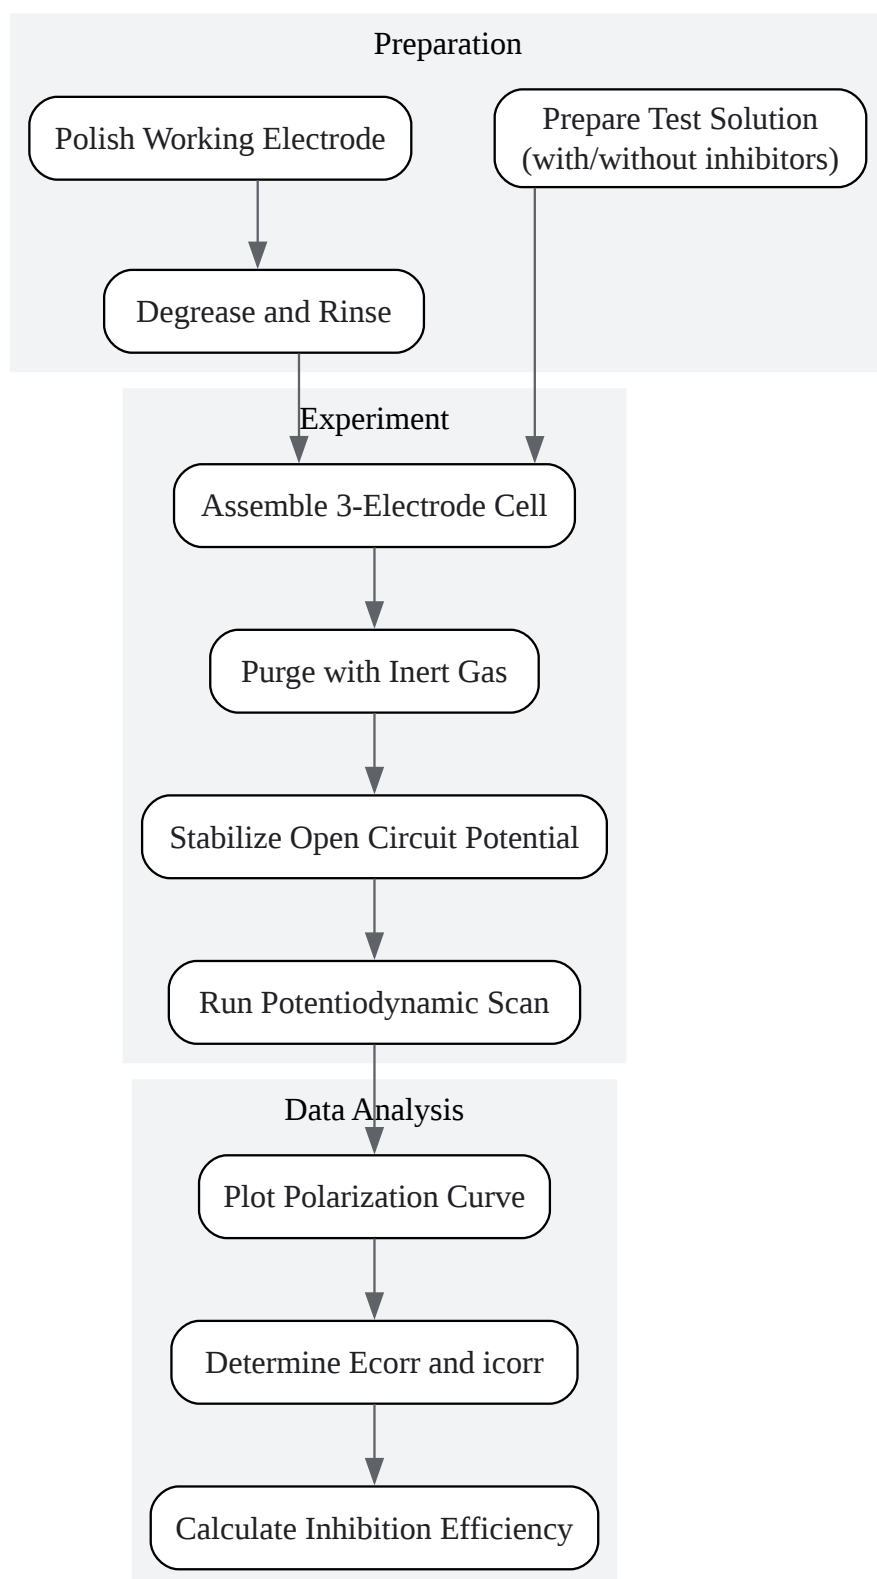 Preparation
Polish Working Electrode
Prepare Test Solution
(with/without inhibitors)
Degrease and Rinse
Experiment
Assemble 3-Electrode Cell
Purge with Inert Gas
Stabilize Open Circuit Potential
Run Potentiodynamic Scan
Data Analysis
Plot Polarization Curve
Determine Ecorr and icorr
Calculate Inhibition Efficiency